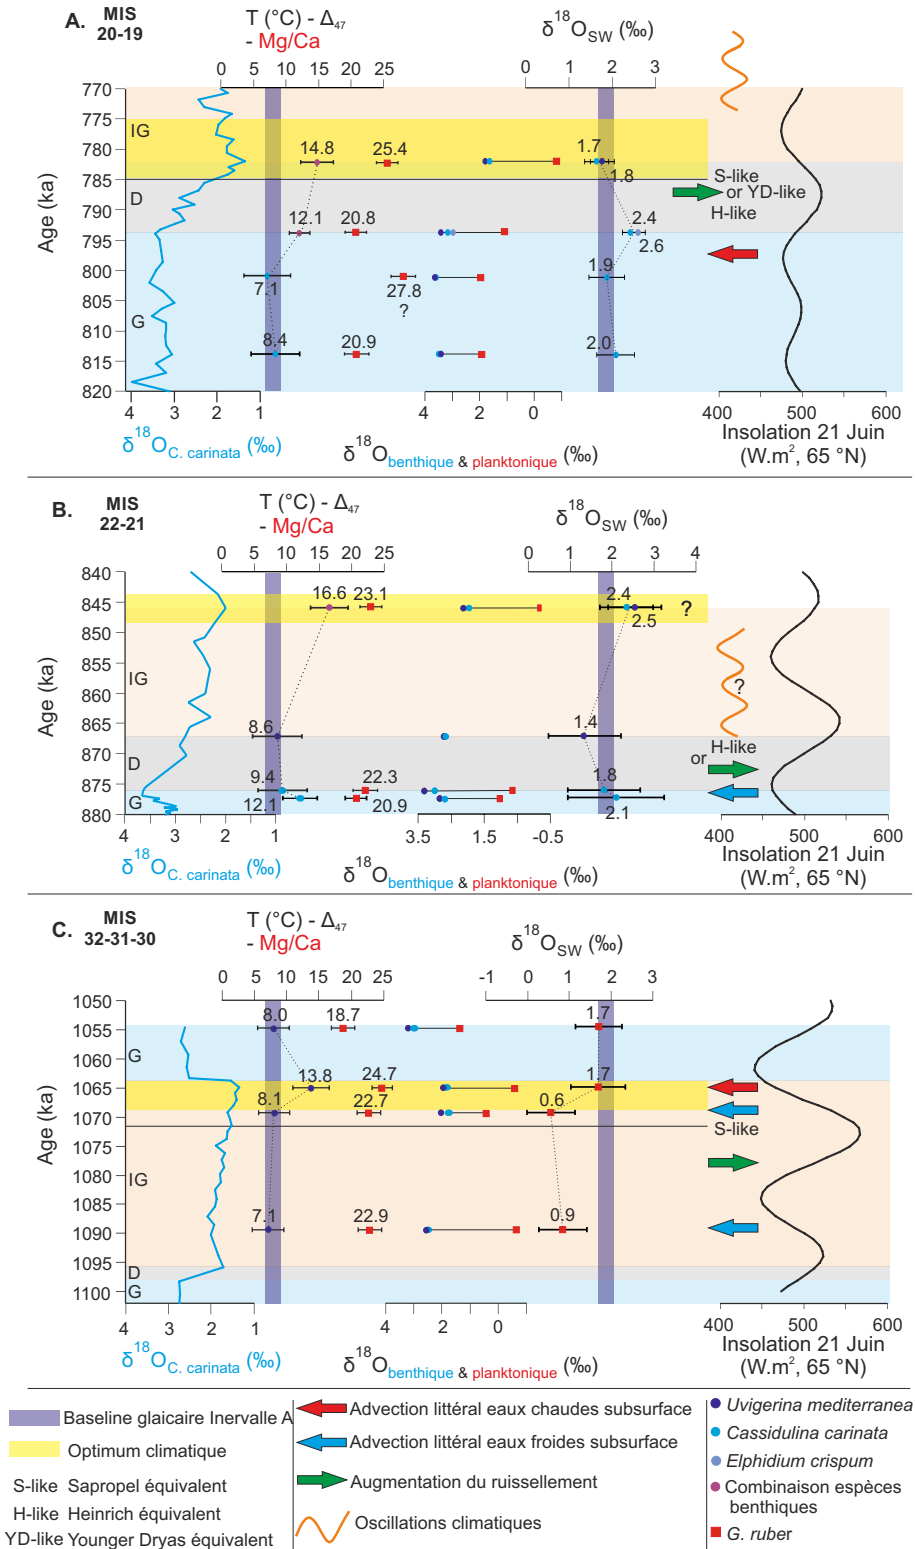 A. MIS
20-19
T (°C) - Δ47
- Mg/Ca
δ18OSW (‰)
0 5 10 15 20 25
0 1 2 3
Age (ka)
770
775
780
785
790
795
800
805
810
815
820
IG
D
G
14.8
25.4
1.7
1.8
12.1
20.8
2.4
2.6
7.1
27.8
?
1.9
8.4
20.9
2.0
S-like
or YD-like
H-like
4 3 2 1
4 2 0
400 500 600
δ18OC. carinata (‰)
δ18Obenthique & planktonique (‰)
Insolation 21 Juin
(W.m², 65 °N)
B. MIS
22-21
T (°C) - Δ47
- Mg/Ca
δ18OSW (‰)
0 5 10 15 20 25
0 1 2 3 4
Age (ka)
840
845
850
855
860
865
870
875
880
IG
D
G
16.6
23.1
2.4
2.5
?
?
8.6
1.4
9.4
22.3
1.8
12.1
20.9
2.1
H-like
or
4 3 2 1
3.5 1.5 -0.5
400 500 600
δ18OC. carinata (‰)
δ18Obenthique & planktonique (‰)
Insolation 21 Juin
(W.m², 65 °N)
C. MIS
32-31-30
T (°C) - Δ47
- Mg/Ca
δ18OSW (‰)
0 5 10 15 20 25
-1 0 1 2 3
Age (ka)
1050
1055
1060
1065
1070
1075
1080
1085
1090
1095
1100
G
IG
D
G
8.0
18.7
1.7
13.8
24.7
1.7
8.1
22.7
0.6
S-like
7.1
22.9
0.9
4 3 2 1
4 2 0
400 500 600
δ18OC. carinata (‰)
δ18Obenthique & planktonique (‰)
Insolation 21 Juin
(W.m², 65 °N)
Baseline glaicaire Inervalle A
Optimum climatique
S-like Sapropel équivalent
H-like Heinrich équivalent
YD-like Younger Dryas équivalent
Advection littéral eaux chaudes subsurface
Advection littéral eaux froides subsurface
Augmentation du ruissellement
Oscillations climatiques
Uvigerina mediterranea
Cassidulina carinata
Elphidium crispum
Combinaison espèces
benthiques
G. ruber